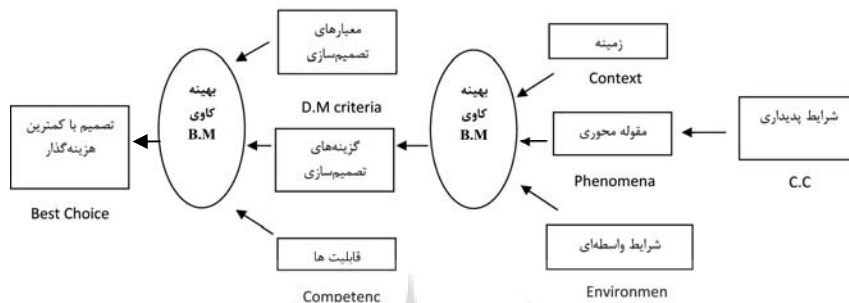 شرایط پدیداری
C.C
زمینه
Context
مقوله محوری
Phenomena
شرایط واسطه‌ای
Environmen
بهینه
کاوی
B.M
معیارهای
تصمیم‌سازی
D.M criteria
گزینه‌های
تصمیم‌سازی
قابلیت ها
Competenc
بهینه
کاوی
B.M
تصمیم با کمترین
هزینه‌گذار
Best Choice